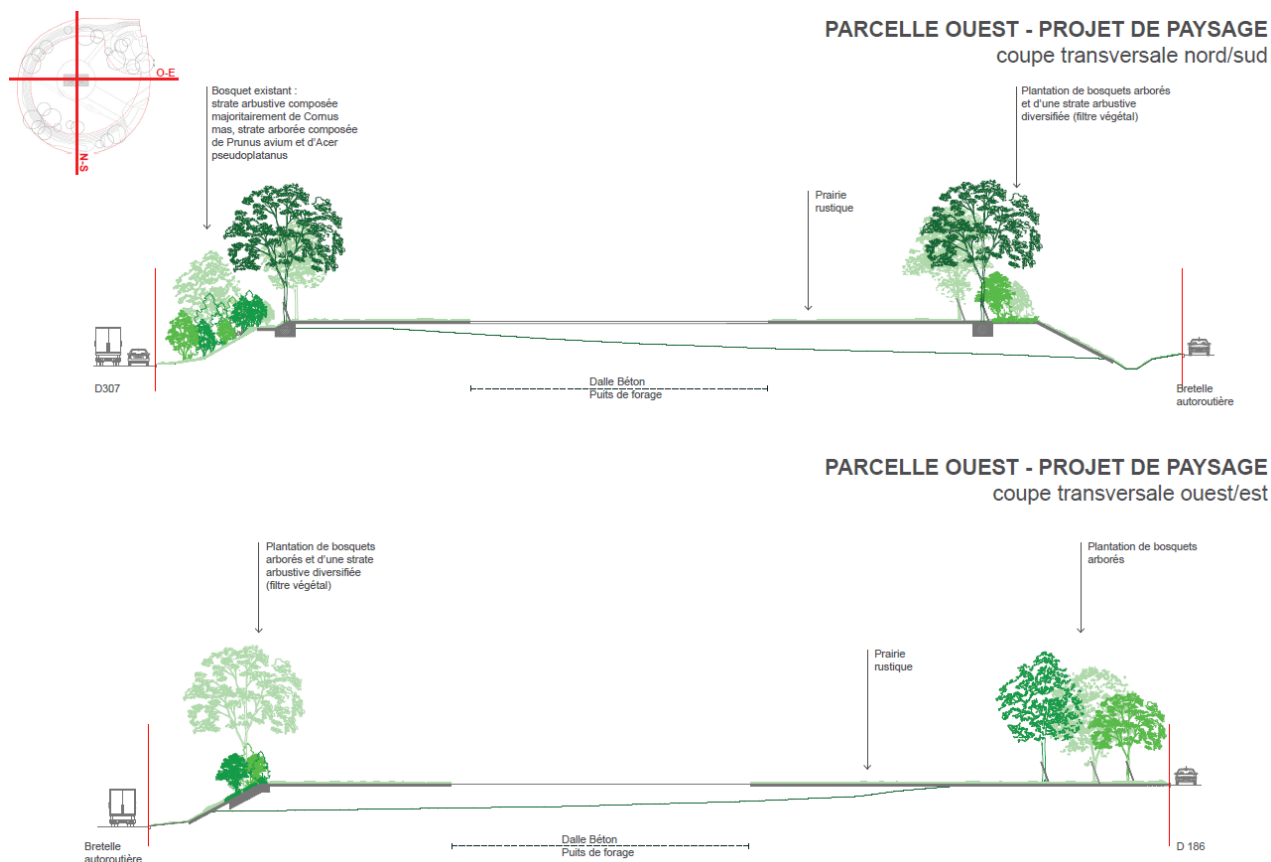 PARCELLE OUEST - PROJET DE PAYSAGE
coupe transversale nord/sud
O-E
N-S
Bosquet existant :
strate arbustive composée
majoritairement de Cornus
mas, strate arborée composée
de Prunus avium et d'Acer
pseudoplatanus
Plantation de bosquets arborés
et d'une strate arbustive
diversifiée (filtre végétal)
Prairie
rustique
D307
Dalle Béton
Puits de forage
Bretelle
autoroutière
PARCELLE OUEST - PROJET DE PAYSAGE
coupe transversale ouest/est
Plantation de bosquets
arborés et d'une strate
arbustive diversifiée
(filtre végétal)
Plantation de bosquets
arborés
Prairie
rustique
Bretelle
autoroutière
Dalle Béton
Puits de forage
D 186